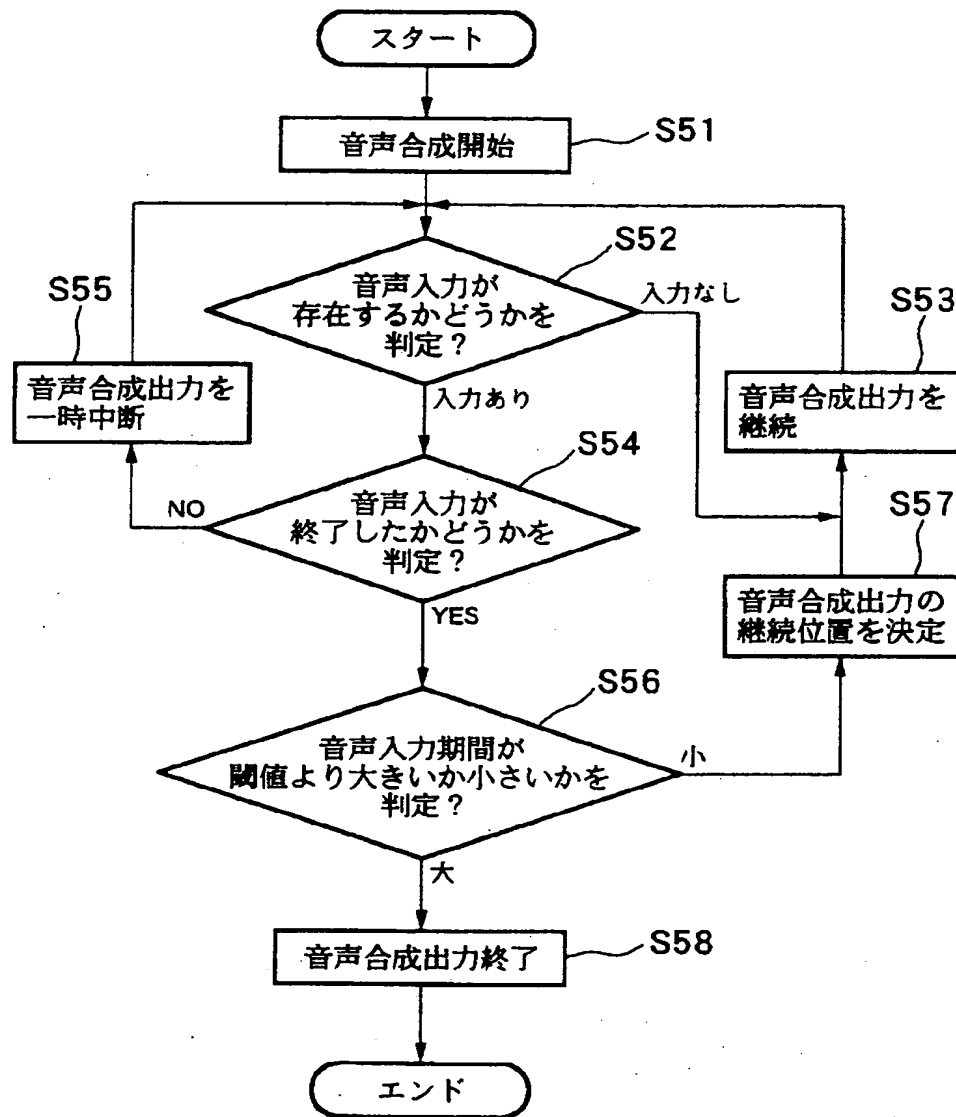 スタート
音声合成開始
S51
S52
音声入力が
存在するかどうかを
判定？
入力なし
S55
音声合成出力を
一時中断
S53
音声合成出力を
継続
入力あり
S54
音声入力が
終了したかどうかを
判定？
NO
YES
S57
音声合成出力の
継続位置を決定
S56
音声入力期間が
閾値より大きいか小さいかを
判定？
小
大
音声合成出力終了
S58
エンド